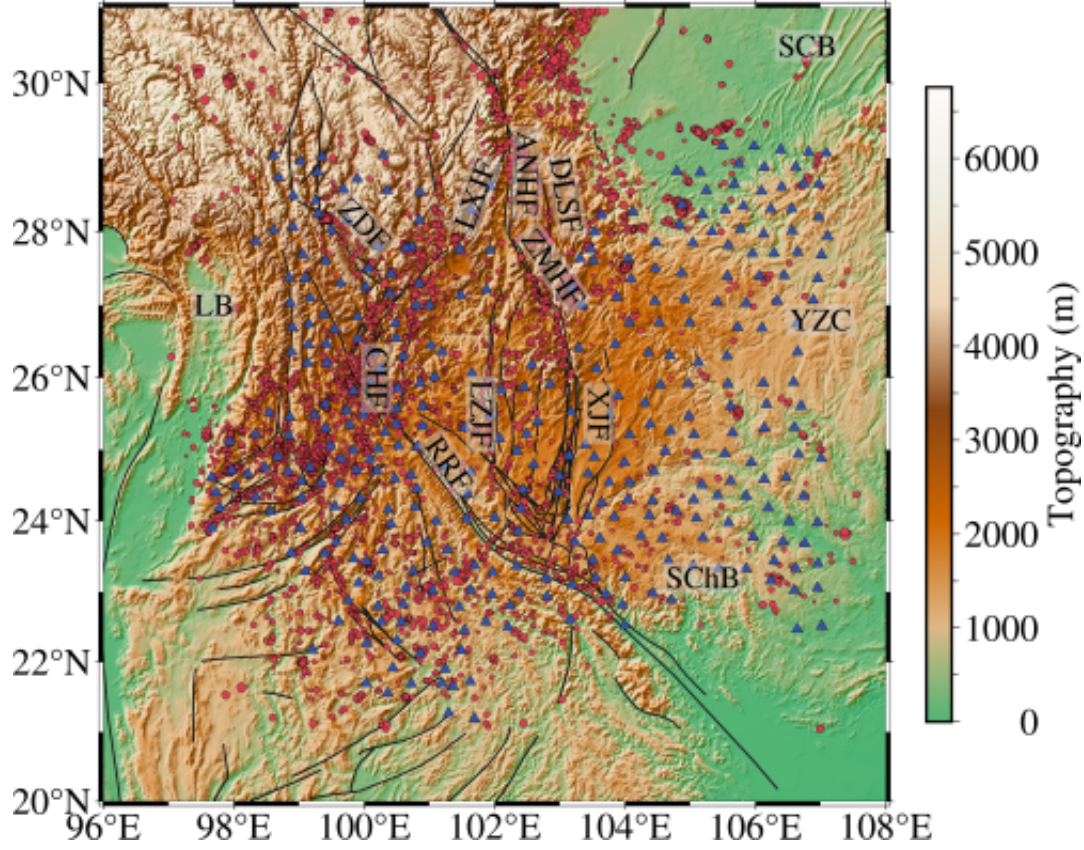 SCB
30°N
6000
ANHF
DLSF
LXJF
ZDF
28°N
ZMHF
5000
LB
YZC
Topography (m)
4000
CHF
26°N
LZJF
XJF
3000
RRF
24°N
2000
SChB
1000
22°N
0
20°N
96°E 98°E 100°E 102°E 104°E 106°E 108°E